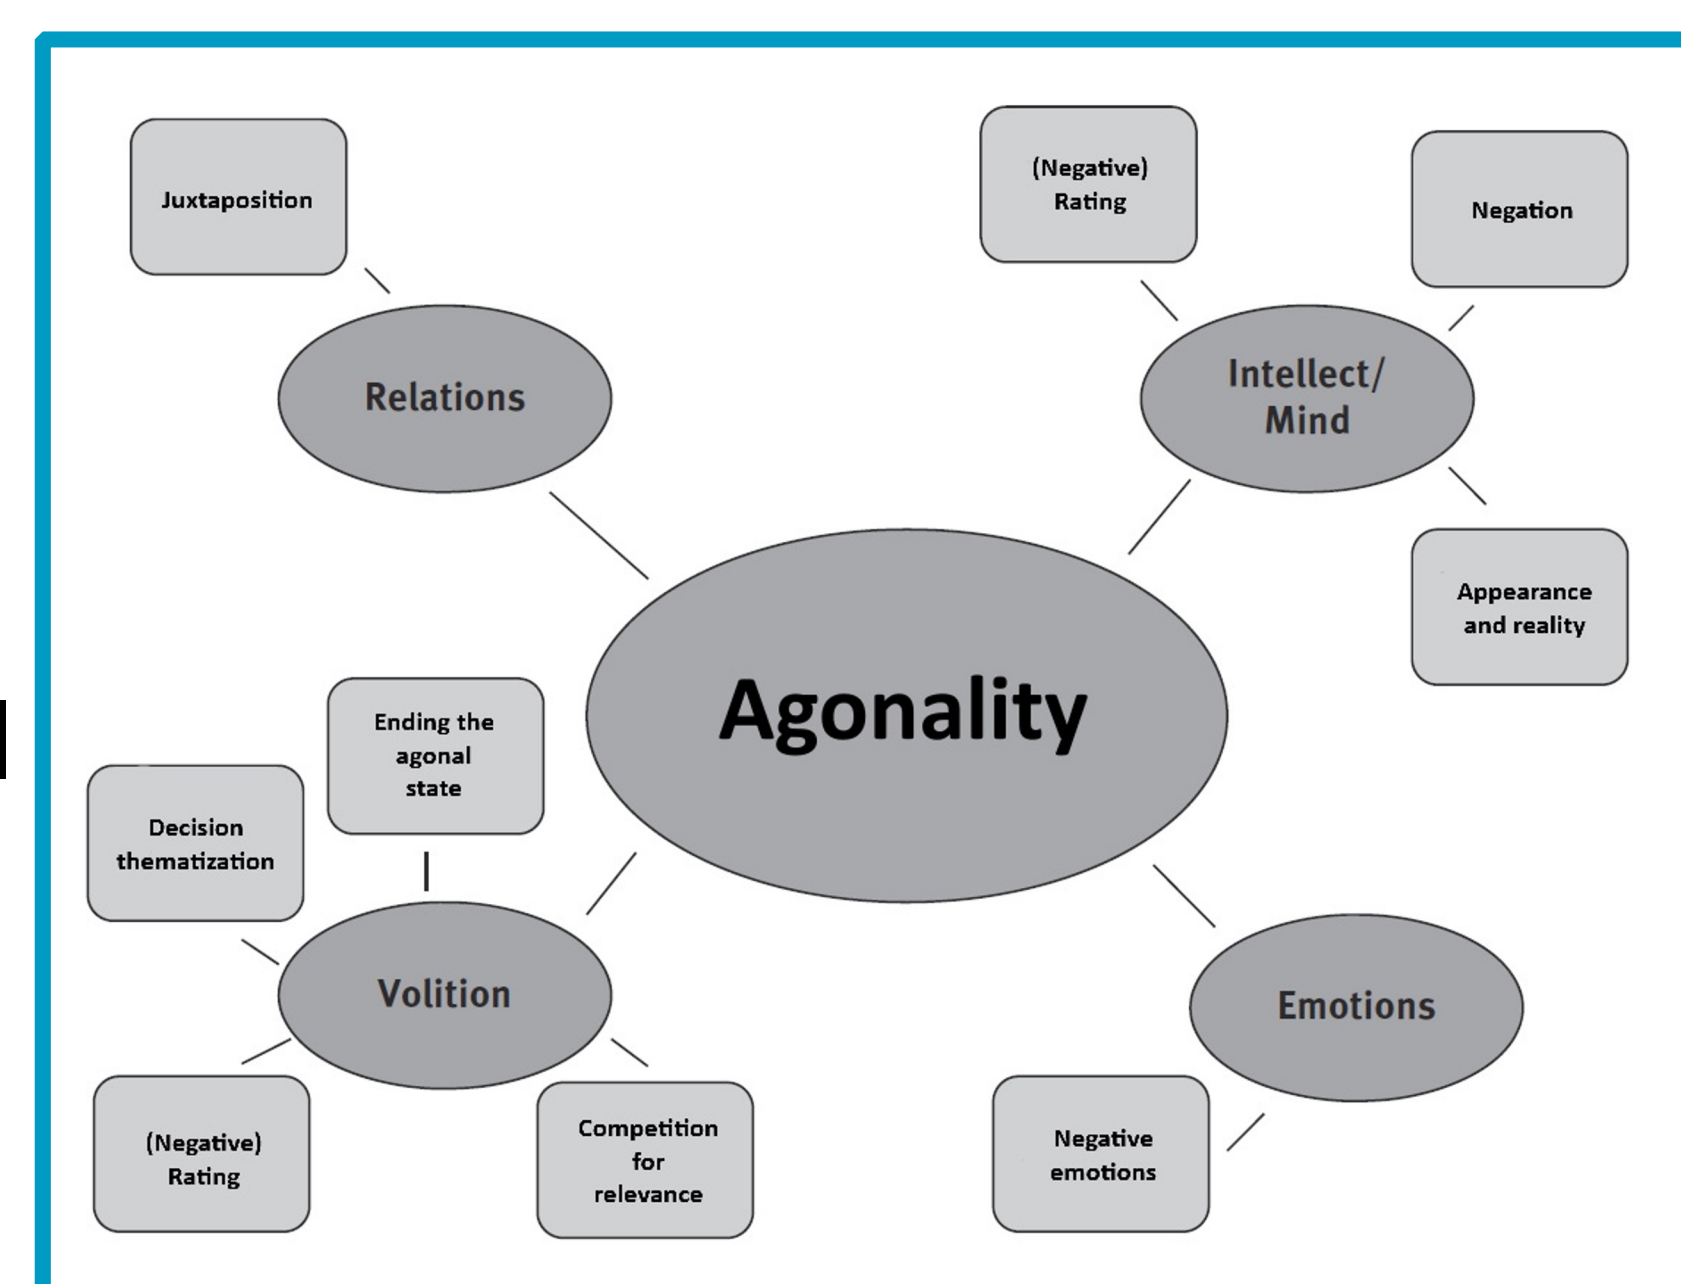 Juxtaposition
(Negative)
Rating
Negation
Relations
Intellect/
Mind
Appearance
and reality
Agonality
Ending the
agonal
state
Decision
thematization
Volition
Emotions
(Negative)
Rating
Competition
for
relevance
Negative
emotions